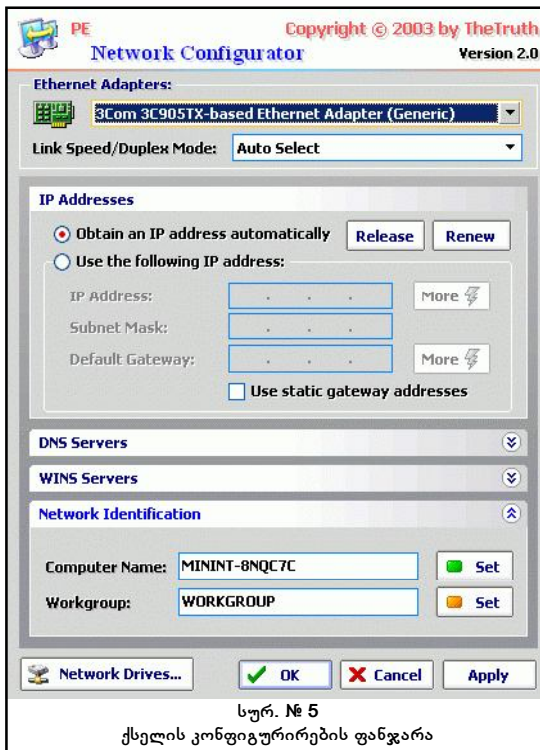 PE
Copyright © 2003 by TheTruth
Network Configurator
Version 2.0
Ethernet Adapters:
3Com 3C905TX-based Ethernet Adapter (Generic)
Link Speed/Duplex Mode: Auto Select
IP Addresses
Obtain an IP address automatically Release Renew
Use the following IP address:
IP Address: . . . More
Subnet Mask: . . .
Default Gateway: . . . More
Use static gateway addresses
DNS Servers
WINS Servers
Network Identification
Computer Name: MININT-8NQC7C Set
Workgroup: WORKGROUP Set
Network Drives... OK Cancel Apply
სურ. № 5
ქსელის კონფიგურირების ფანჯარა